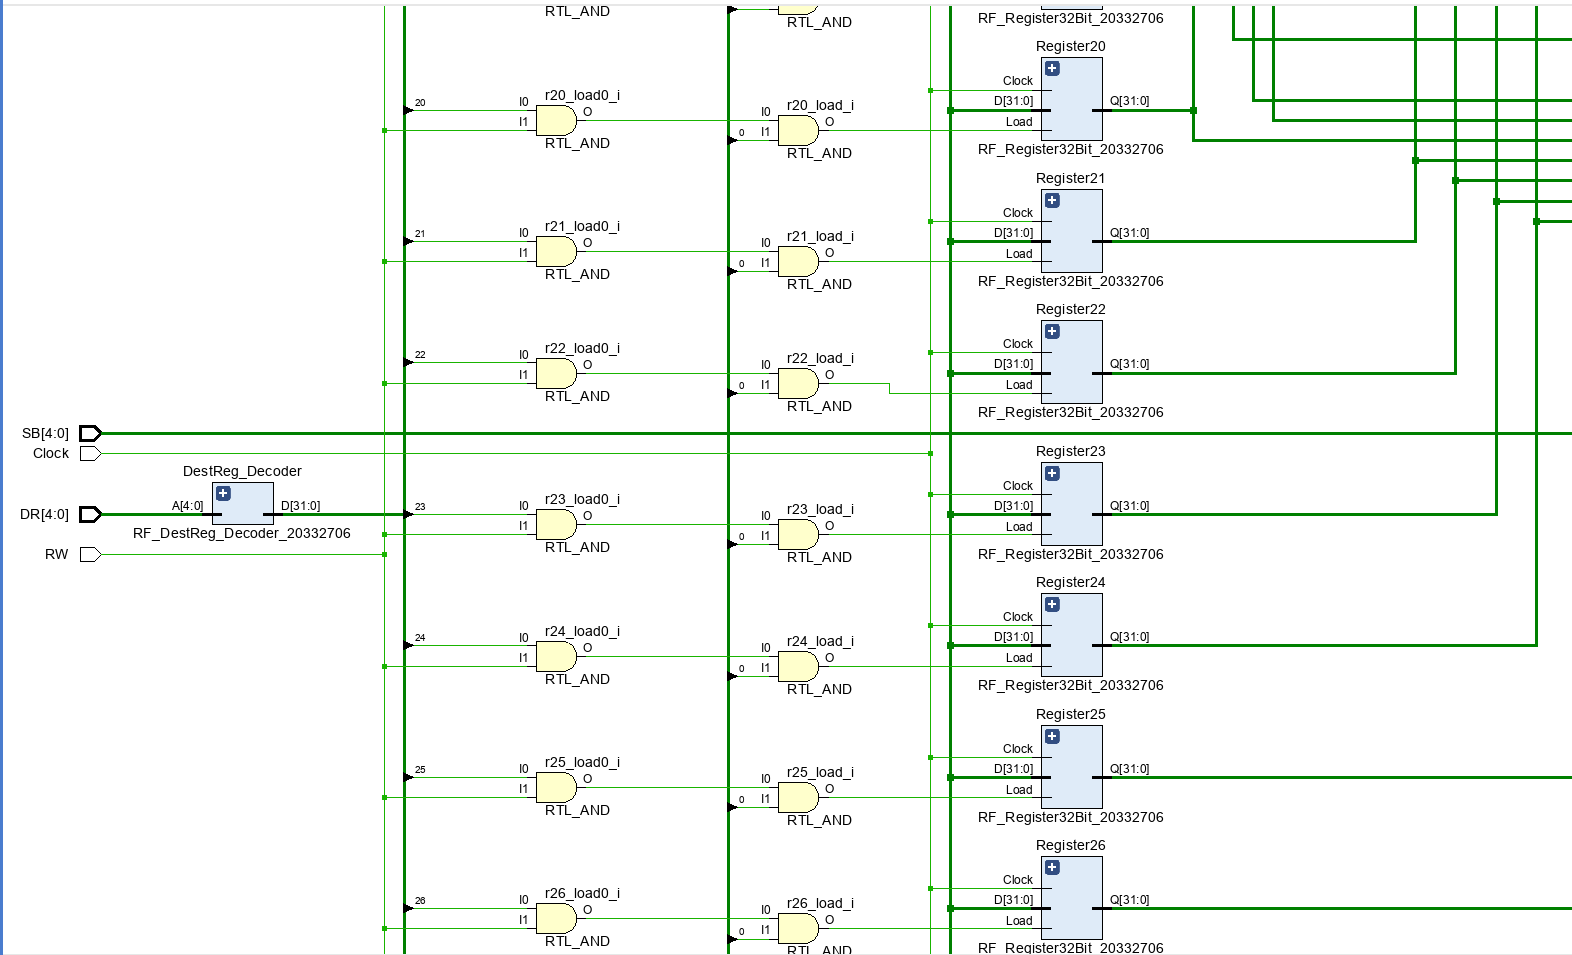 RTL_AND
RTL_AND
RF_Register32Bit_20332706
Register20
20
I0
I1
r20_load0_i
O
RTL_AND
I0
0
I1
r20_load_i
O
RTL_AND
Clock
D[31:0]
Load
Q[31:0]
RF_Register32Bit_20332706
Register21
21
I0
I1
r21_load0_i
O
RTL_AND
I0
0
I1
r21_load_i
O
RTL_AND
Clock
D[31:0]
Load
Q[31:0]
RF_Register32Bit_20332706
Register22
22
I0
I1
r22_load0_i
O
RTL_AND
I0
0
I1
r22_load_i
O
RTL_AND
Clock
D[31:0]
Load
Q[31:0]
RF_Register32Bit_20332706
SB[4:0]
Clock
DestReg_Decoder
DR[4:0]
A[4:0]
D[31:0]
RF_DestReg_Decoder_20332706
RW
Register23
23
I0
I1
r23_load0_i
O
RTL_AND
I0
0
I1
r23_load_i
O
RTL_AND
Clock
D[31:0]
Load
Q[31:0]
RF_Register32Bit_20332706
Register24
24
I0
I1
r24_load0_i
O
RTL_AND
I0
0
I1
r24_load_i
O
RTL_AND
Clock
D[31:0]
Load
Q[31:0]
RF_Register32Bit_20332706
Register25
25
I0
I1
r25_load0_i
O
RTL_AND
I0
0
I1
r25_load_i
O
RTL_AND
Clock
D[31:0]
Load
Q[31:0]
RF_Register32Bit_20332706
Register26
26
I0
I1
r26_load0_i
O
RTL_AND
I0
0
I1
r26_load_i
O
RTL_AND
Clock
D[31:0]
Load
Q[31:0]
RF_Register32Bit_20332706